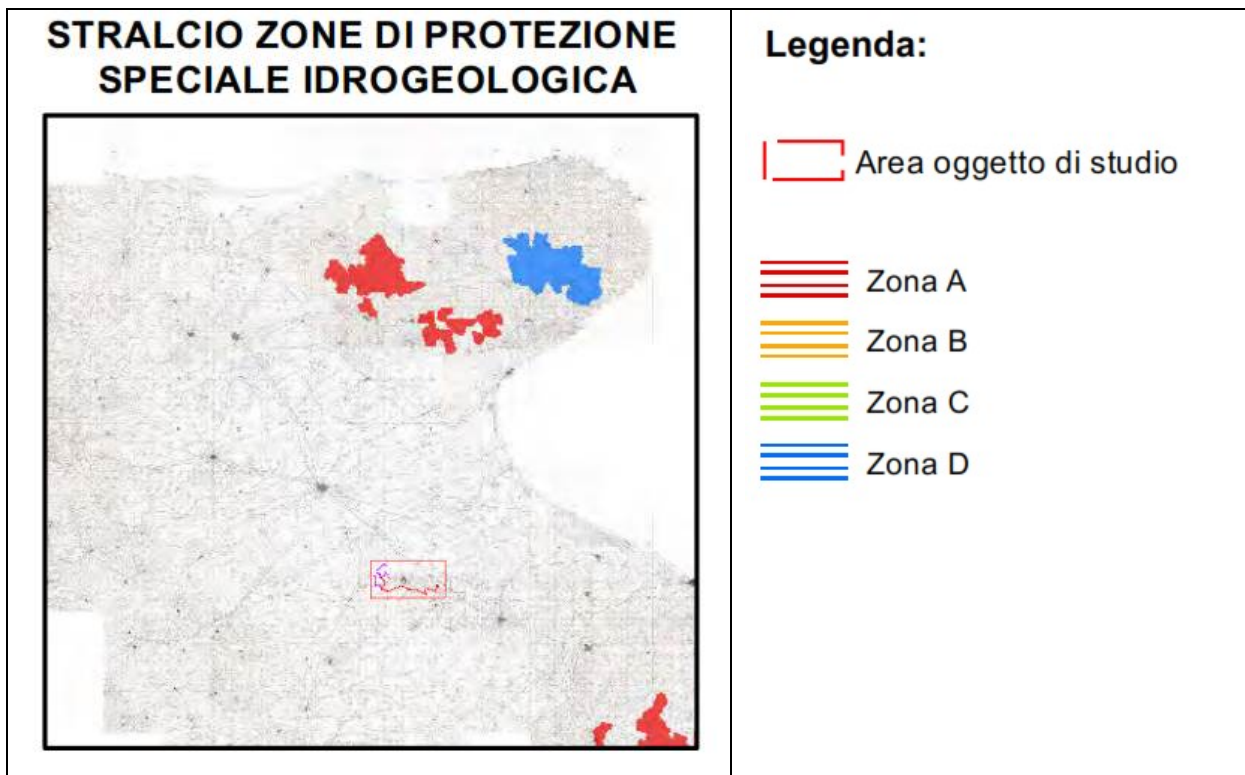 STRALCIO ZONE DI PROTEZIONE
SPECIALE IDROGEOLOGICA
Legenda:
Area oggetto di studio
Zona A
Zona B
Zona C
Zona D